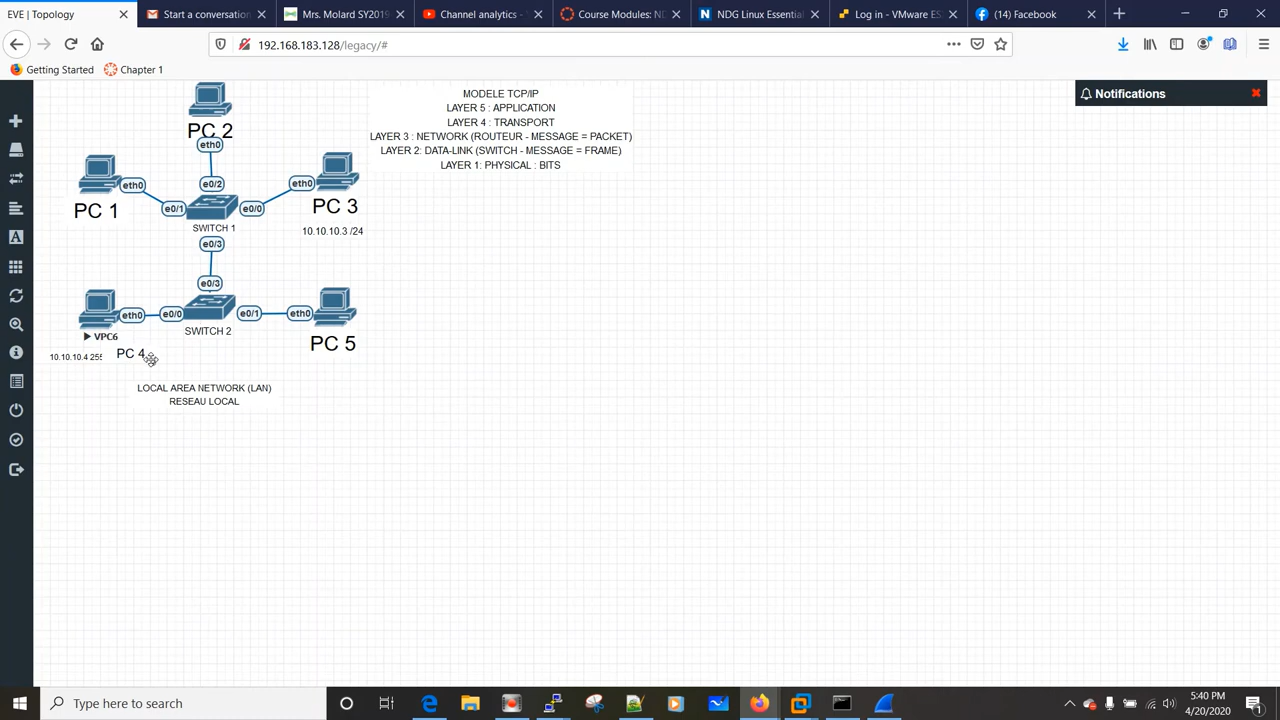 EVE | Topology
Start a conversation
Mrs. Molard SY2019
Channel analytics -
Course Modules: ND
NDG Linux Essentia
Log in - VMware ES
(14) Facebook
192.168.183.128/legacy/#
Getting Started
Chapter 1
Notifications
MODELE TCP/IP
LAYER 5 : APPLICATION
LAYER 4 : TRANSPORT
LAYER 3 : NETWORK (ROUTEUR - MESSAGE = PACKET)
LAYER 2: DATA-LINK (SWITCH - MESSAGE = FRAME)
LAYER 1: PHYSICAL : BITS
PC 2
eth0
e0/2
PC 1
eth0
e0/1
SWITCH 1
e0/0
eth0
PC 3
10.10.10.3 /24
e0/3
e0/3
eth0
e0/0
SWITCH 2
e0/1
eth0
VPC6
PC 5
10.10.10.4 255
PC 4
LOCAL AREA NETWORK (LAN)
RESEAU LOCAL
Type here to search
5:40 PM
4/20/2020
1